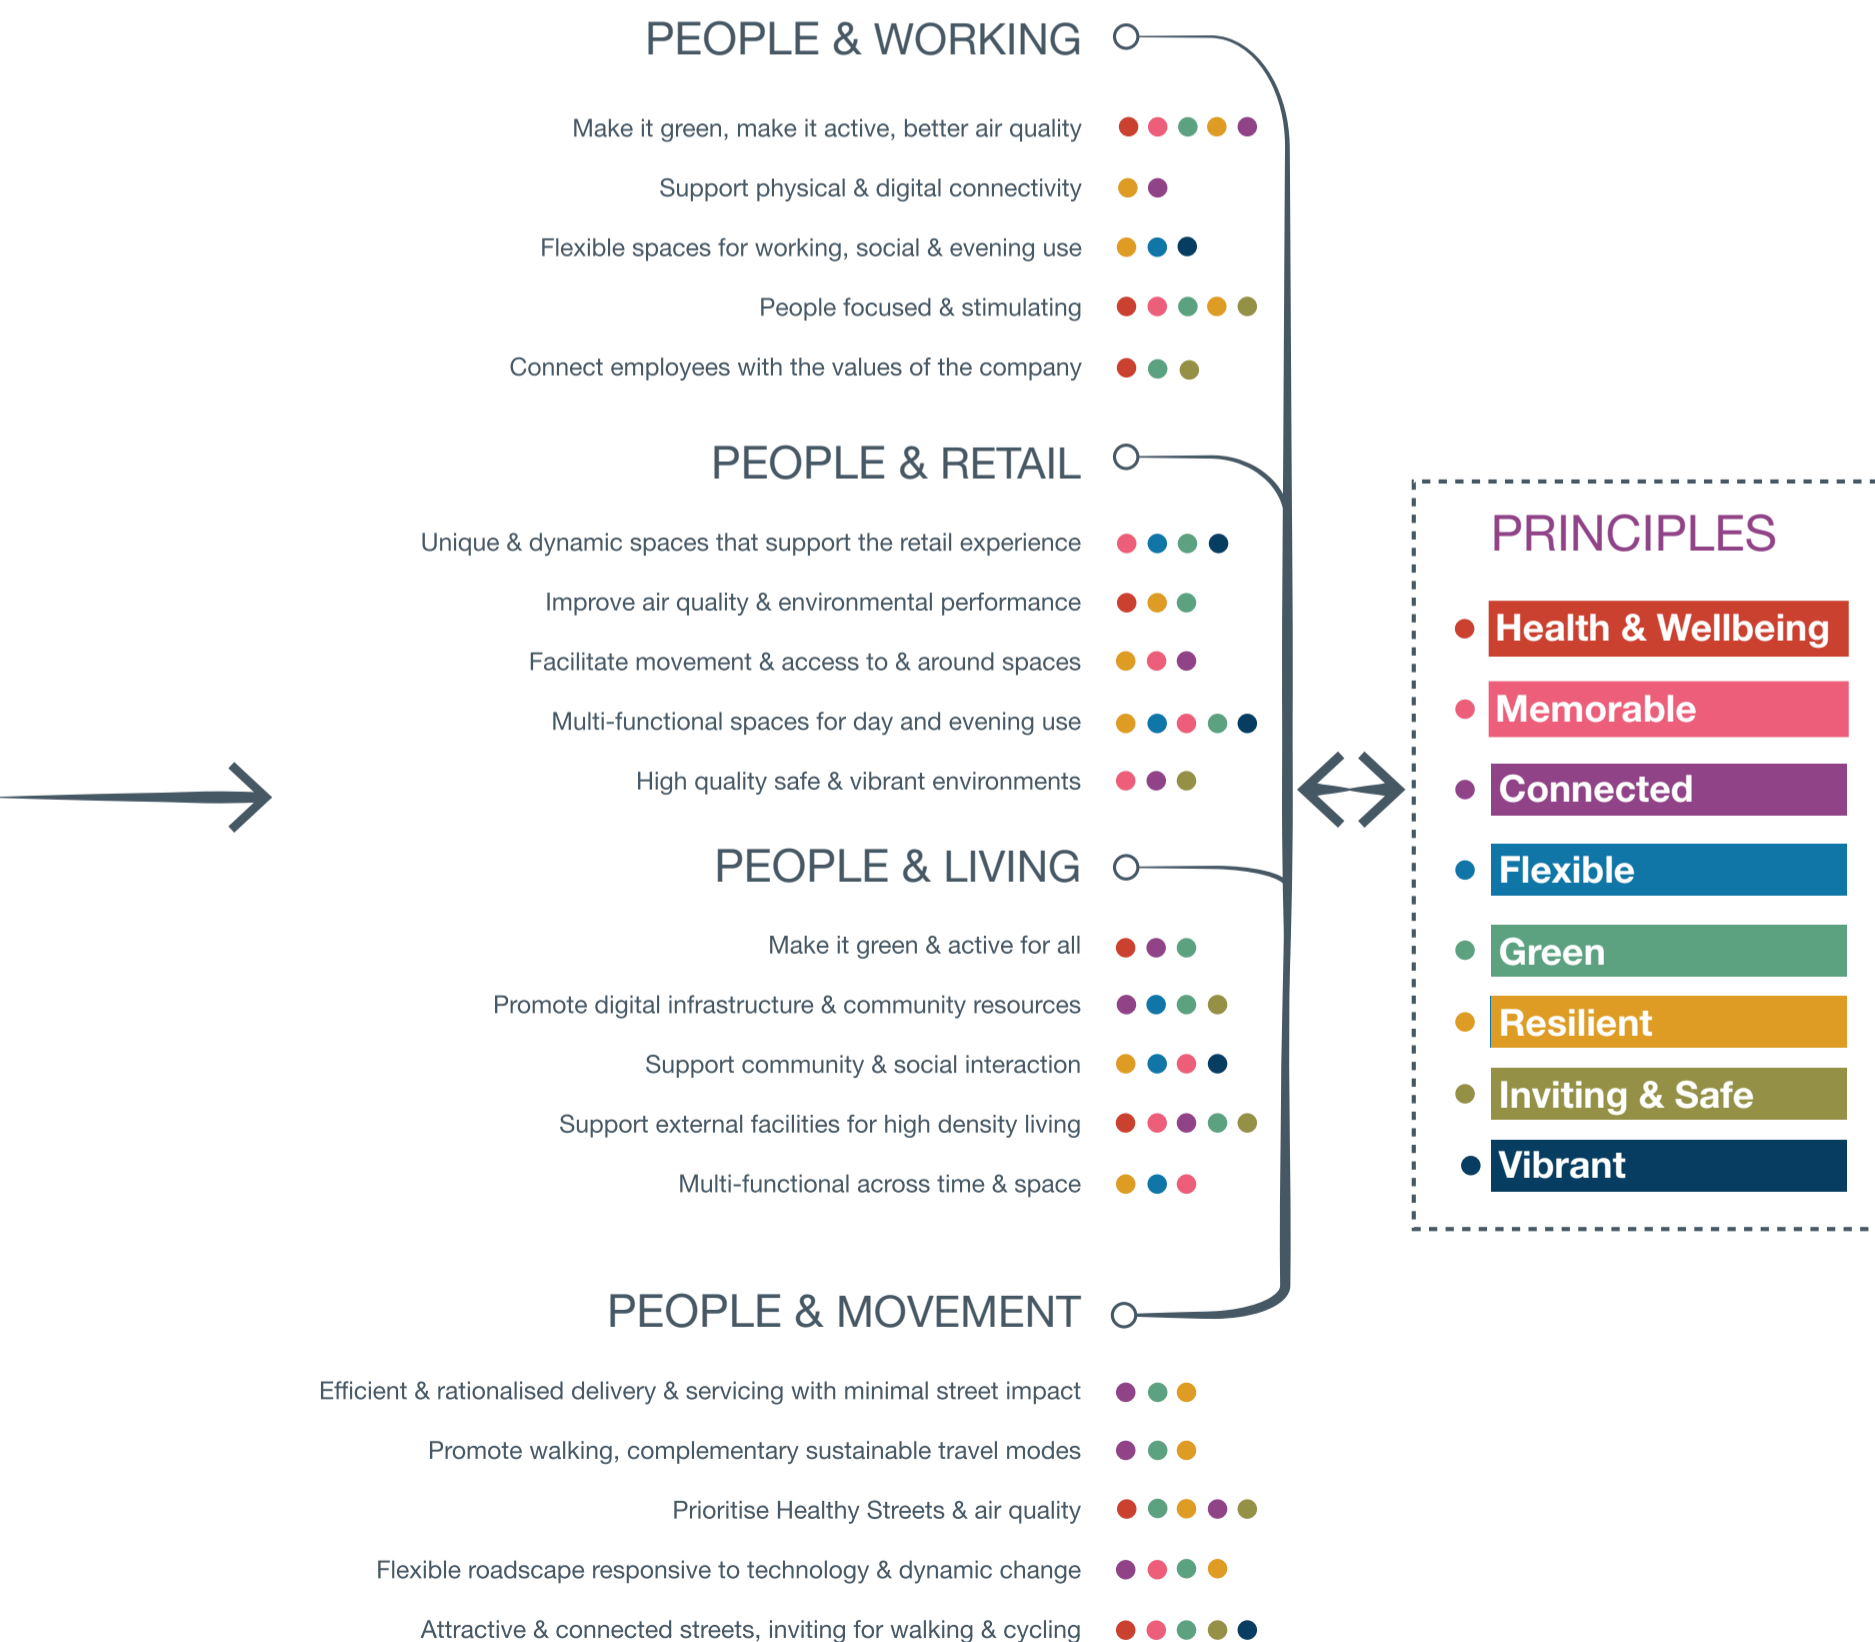 PEOPLE & WORKING
Make it green, make it active, better air quality
Support physical & digital connectivity
Flexible spaces for working, social & evening use
People focused & stimulating
Connect employees with the values of the company
PEOPLE & RETAIL
Unique & dynamic spaces that support the retail experience
Improve air quality & environmental performance
Facilitate movement & access to & around spaces
Multi-functional spaces for day and evening use
High quality safe & vibrant environments
PEOPLE & LIVING
Make it green & active for all
Promote digital infrastructure & community resources
Support community & social interaction
Support external facilities for high density living
Multi-functional across time & space
PEOPLE & MOVEMENT
Efficient & rationalised delivery & servicing with minimal street impact
Promote walking, complementary sustainable travel modes
Prioritise Healthy Streets & air quality
Flexible roadscape responsive to technology & dynamic change
Attractive & connected streets, inviting for walking & cycling
PRINCIPLES
Health & Wellbeing
Memorable
Connected
Flexible
Green
Resilient
Inviting & Safe
Vibrant